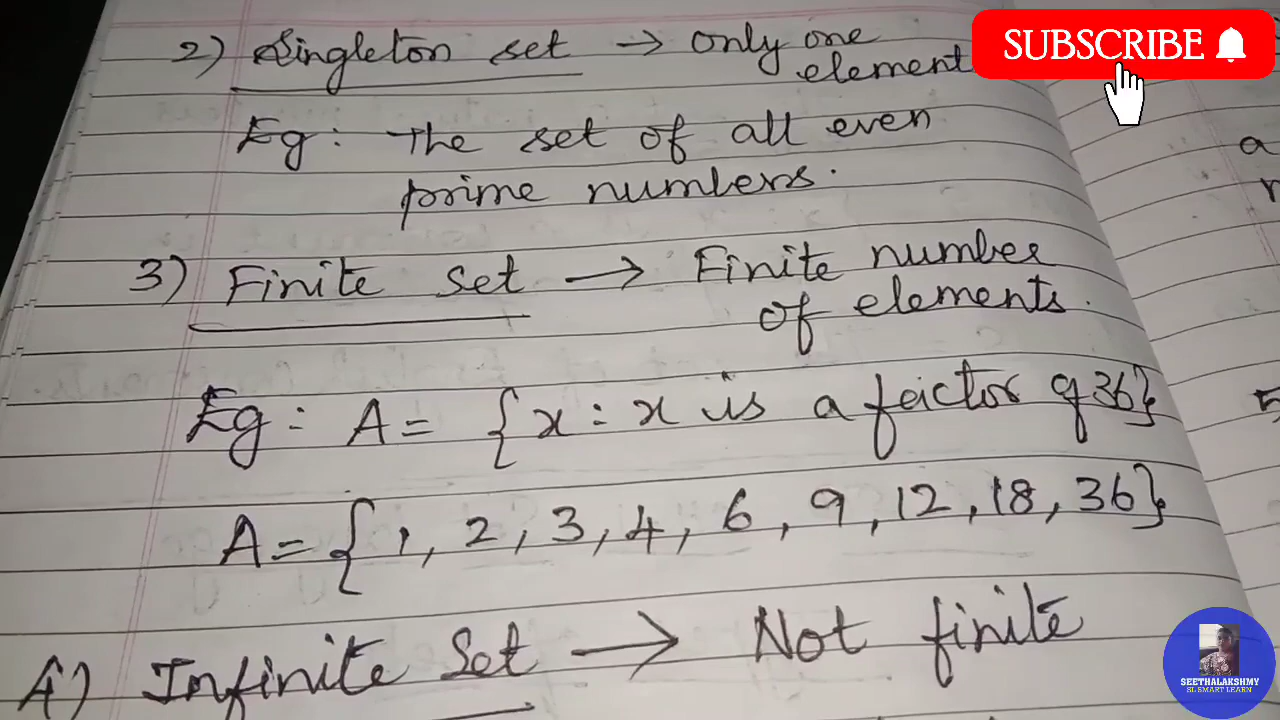 2) Singleton set → only one
element
Eg: The set of all even
prime numbers.
3) Finite set → Finite number
of elements.
Eg: A = {x : x is a factor of 36}
A = {1, 2, 3, 4, 6, 9, 12, 18, 36}
4) Infinite Set → Not finite
SUBSCRIBE
SEETHALAKSHMY
SL SMART LEARN